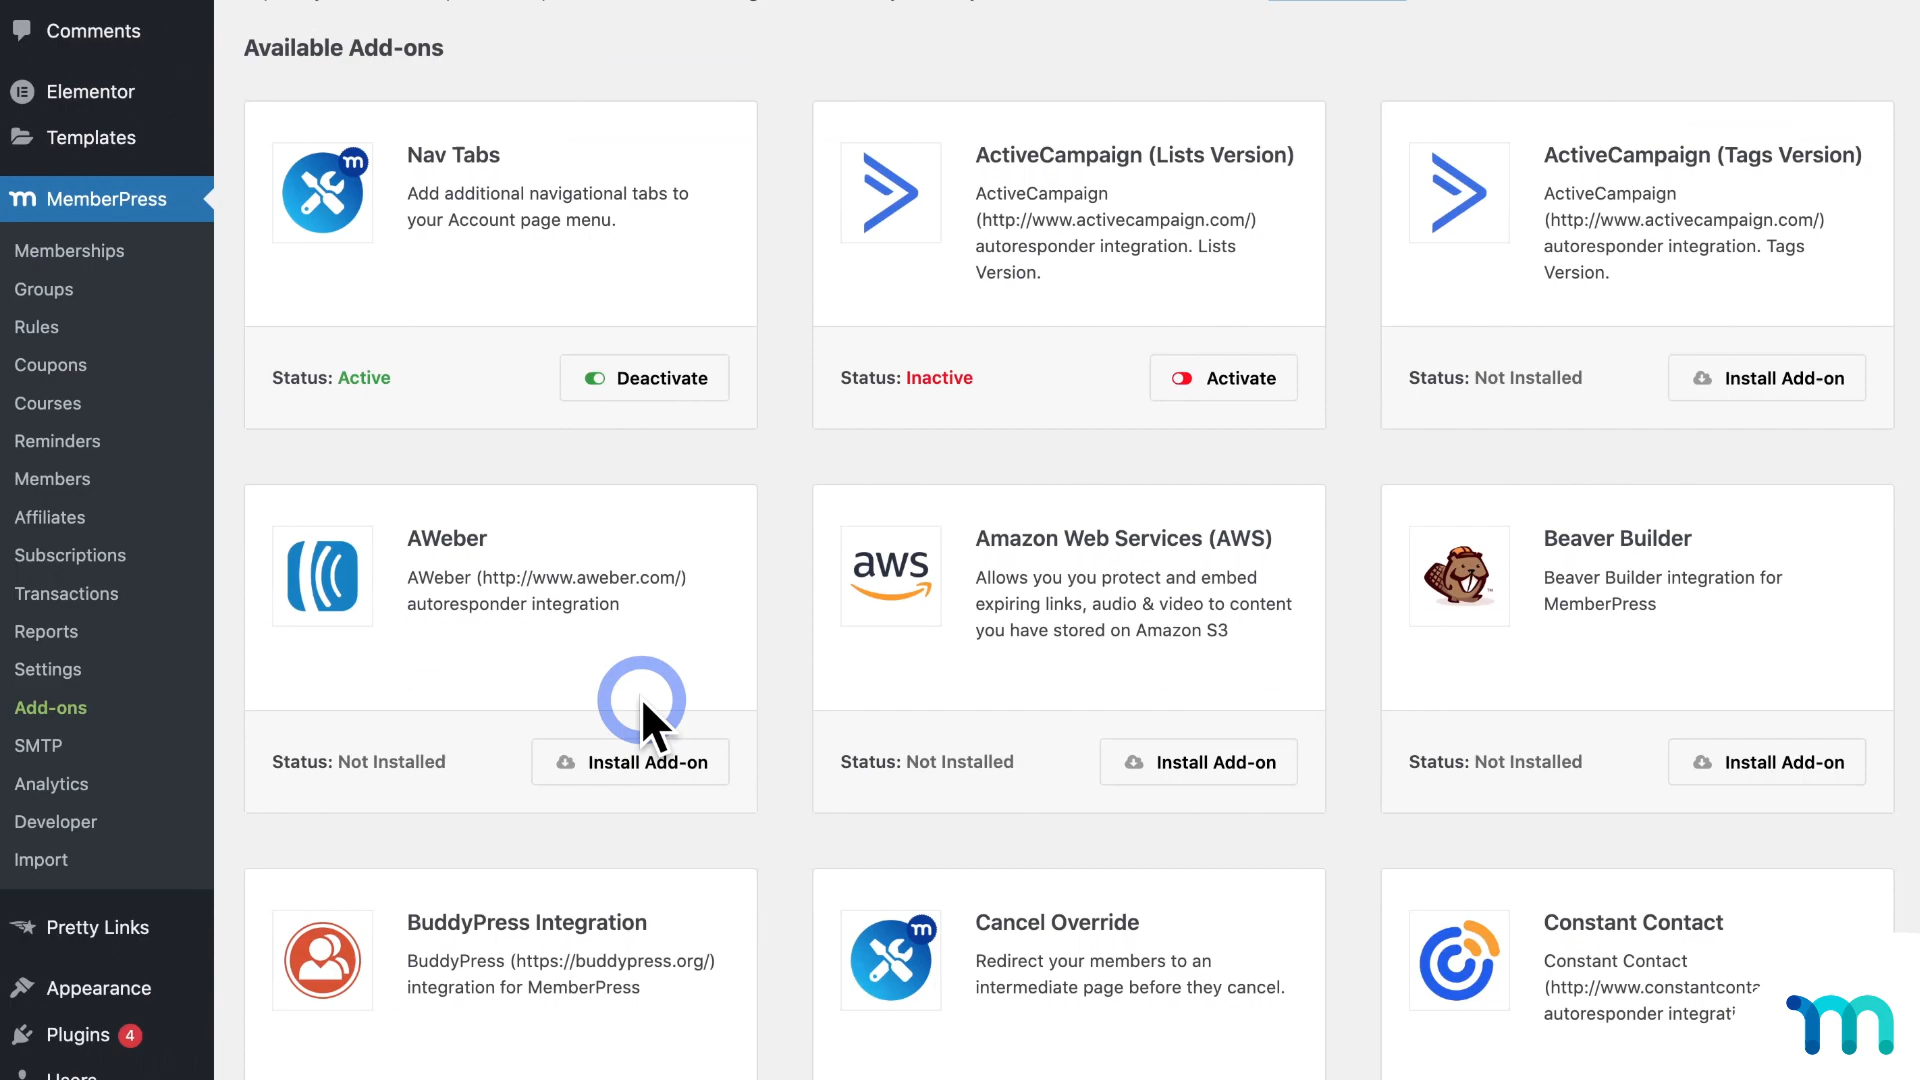 Comments
Elementor
Templates
MemberPress
Memberships
Groups
Rules
Coupons
Courses
Reminders
Members
Affiliates
Subscriptions
Transactions
Reports
Settings
Add-ons
SMTP
Analytics
Developer
Import
Pretty Links
Appearance
Plugins 4
Users
Available Add-ons
Nav Tabs
Add additional navigational tabs to
your Account page menu.
Status: Active
Deactivate
ActiveCampaign (Lists Version)
ActiveCampaign
(http://www.activecampaign.com/)
autoresponder integration. Lists
Version.
Status: Inactive
Activate
ActiveCampaign (Tags Version)
ActiveCampaign
(http://www.activecampaign.com/)
autoresponder integration. Tags
Version.
Status: Not Installed
Install Add-on
AWeber
AWeber (http://www.aweber.com/)
autoresponder integration
Status: Not Installed
Install Add-on
aws
Amazon Web Services (AWS)
Allows you you protect and embed
expiring links, audio & video to content
you have stored on Amazon S3
Status: Not Installed
Install Add-on
Beaver Builder
Beaver Builder integration for
MemberPress
Status: Not Installed
Install Add-on
BuddyPress Integration
BuddyPress (https://buddypress.org/)
integration for MemberPress
Cancel Override
Redirect your members to an
intermediate page before they cancel.
Constant Contact
Constant Contact
(http://www.constantconta
autoresponder integrati